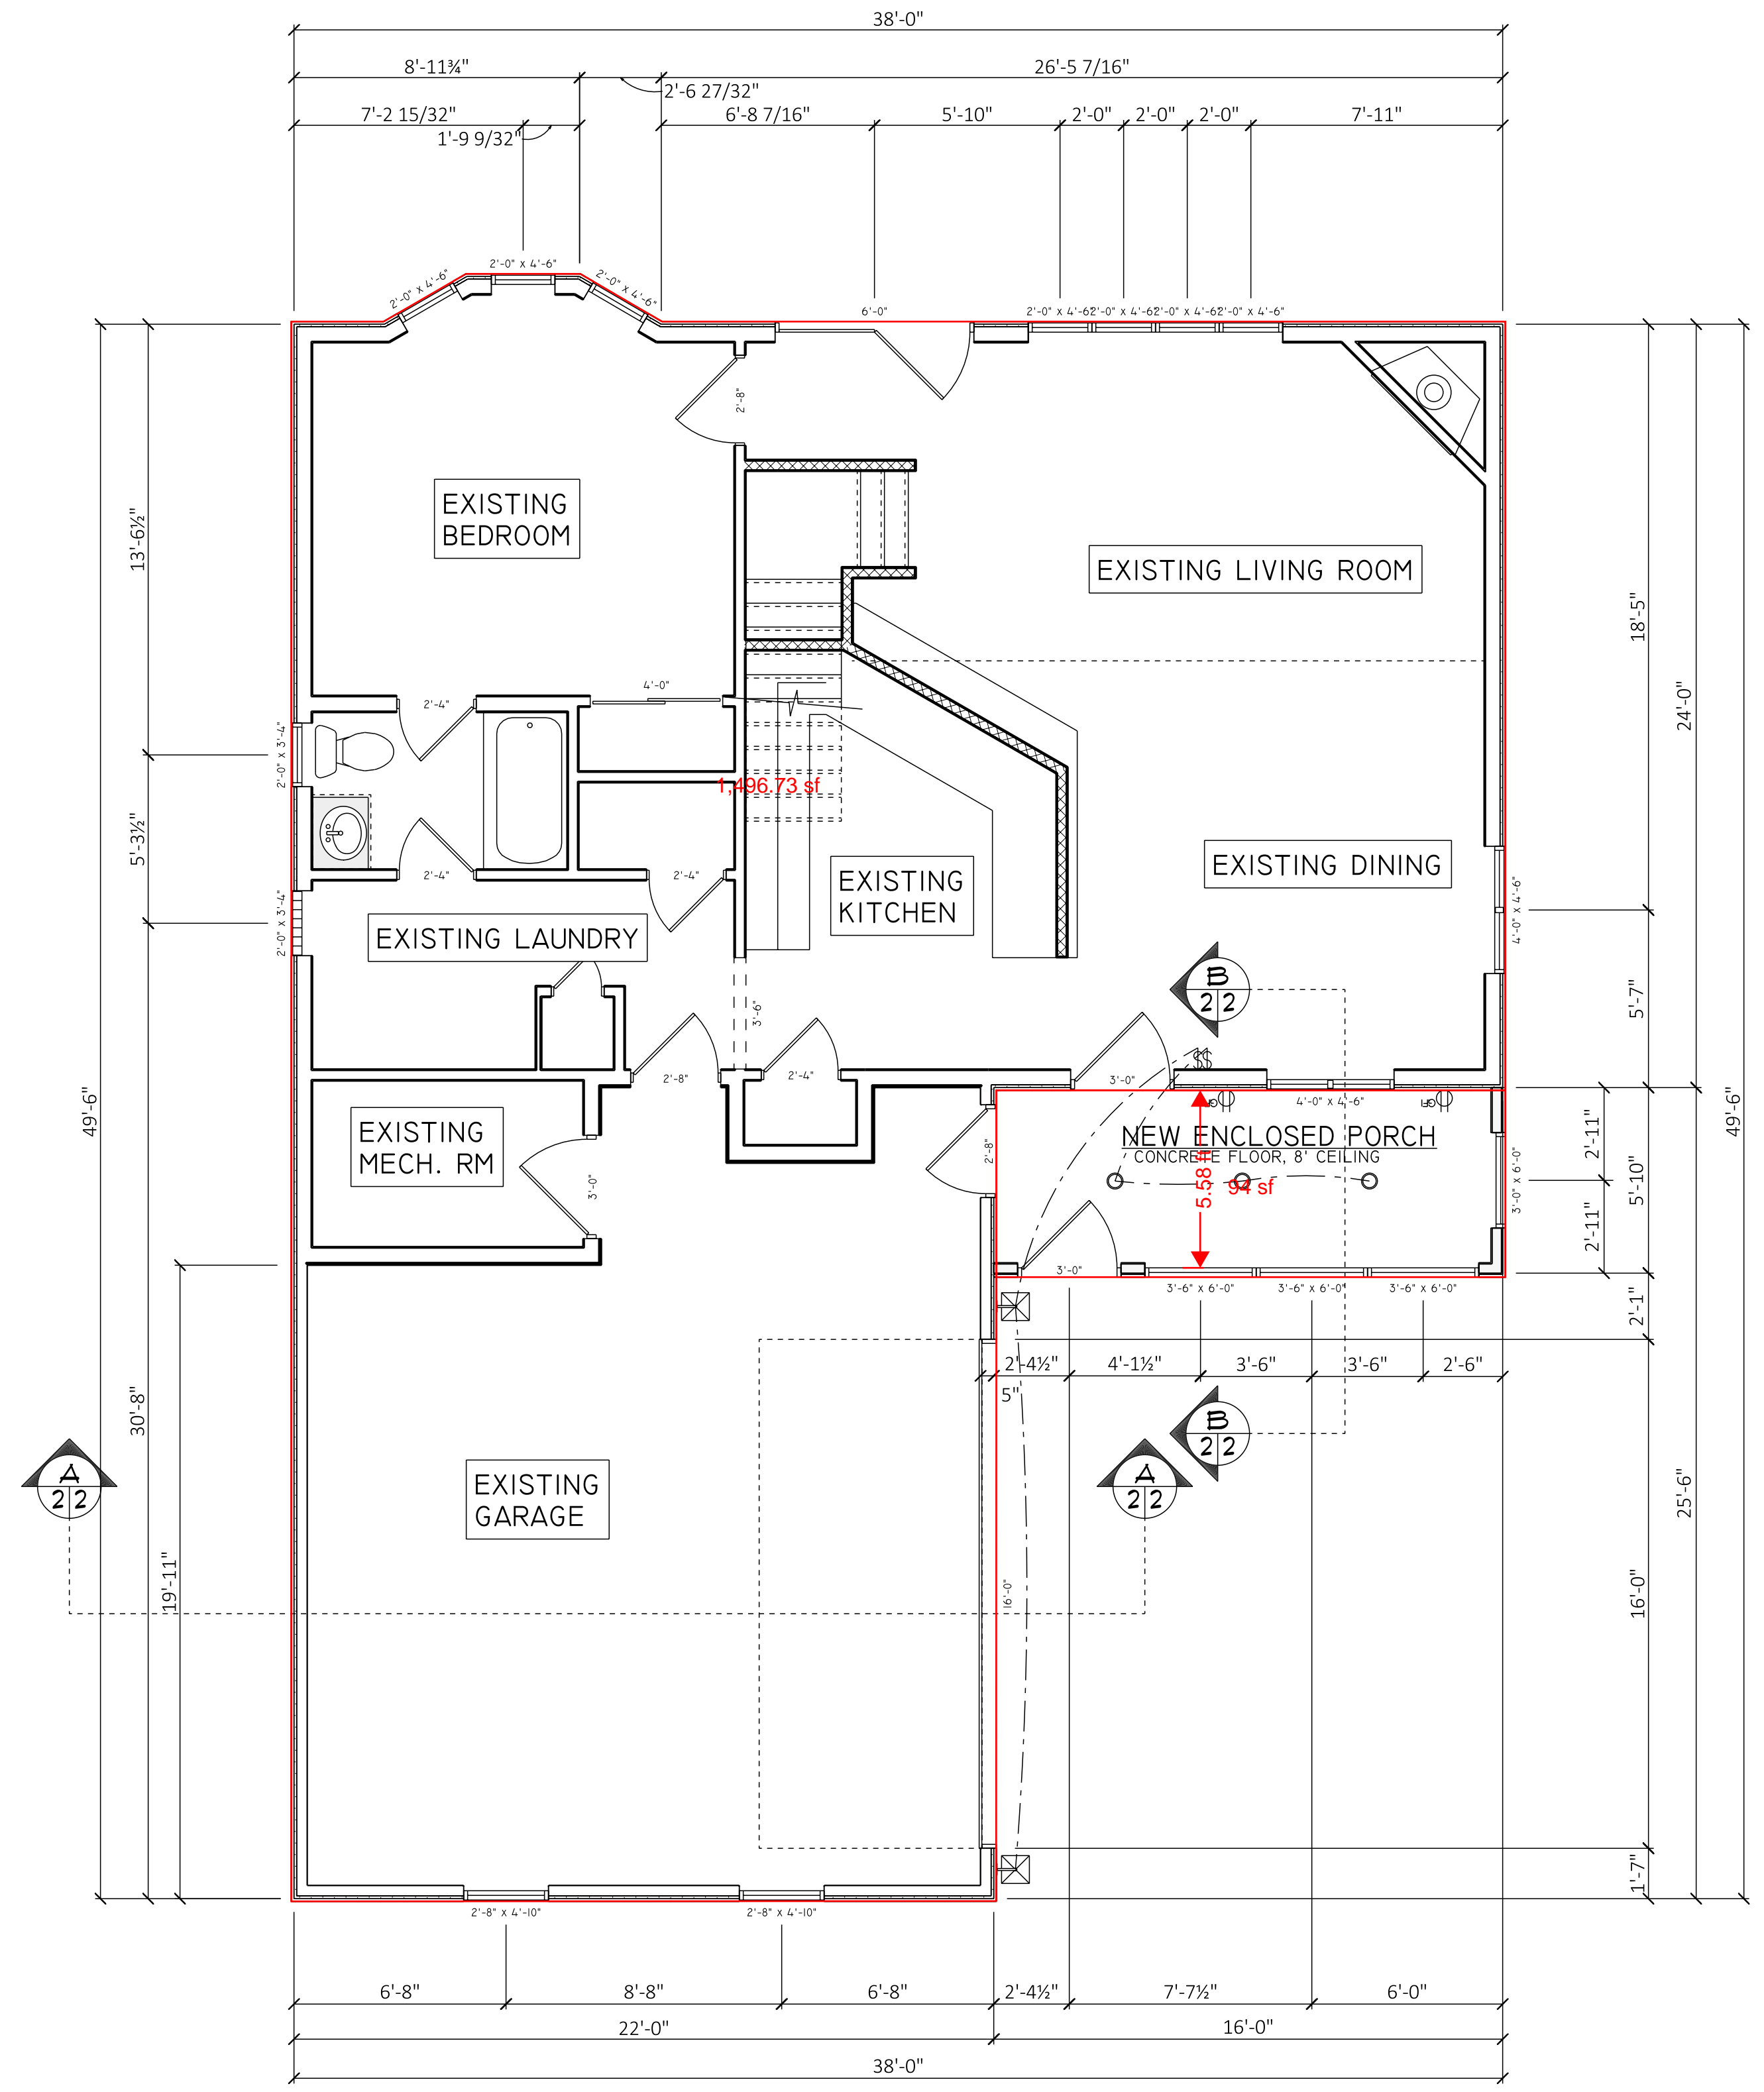 38'-0"
8'-11¾"
26'-5 7/16"
2'-6 27/32"
7'-2 15/32"
6'-8 7/16"
5'-10"
2'-0"
2'-0"
2'-0"
7'-11"
1'-9 9/32"
2'-0" X 4'-6"
2'-0" X 4'-6"
2'-0" X 4'-6"
6'-0"
2'-0" X 4'-6"
2'-0" X 4'-6"
2'-0" X 4'-6"
2'-0" X 4'-6"
2'-8"
EXISTING
BEDROOM
EXISTING LIVING ROOM
13'-6½"
18'-5"
4'-0"
2'-4"
24'-0"
2'-0" X 3'-4"
1,496.73 sf
5'-3½"
EXISTING DINING
2'-4"
2'-4"
EXISTING
KITCHEN
2'-0" X 3'-4"
4'-0" X 4'-6"
EXISTING LAUNDRY
B
2 2
5'-7"
3'-6"
$$
2'-8"
2'-4"
3'-0"
49'-6"
4'-0" X 4'-6"
49'-6"
EXISTING
MECH. RM
NEW ENCLOSED PORCH
CONCRETE FLOOR, 8' CEILING
2'-11"
2'-8"
5.58 ft
94 sf
3'-0"
3'-0" X 6'-0"
5'-10"
2'-11"
3'-0"
3'-6" X 6'-0"
3'-6" X 6'-0"
3'-6" X 6'-0"
2'-1"
2'-4½"
4'-1½"
3'-6"
3'-6"
2'-6"
5"
30'-8"
B
2 2
A
2 2
A
2 2
EXISTING
GARAGE
25'-6"
19'-11"
16'-0"
16'-0"
1'-7"
2'-8" X 4'-10"
2'-8" X 4'-10"
6'-8"
8'-8"
6'-8"
2'-4½"
7'-7½"
6'-0"
22'-0"
16'-0"
38'-0"